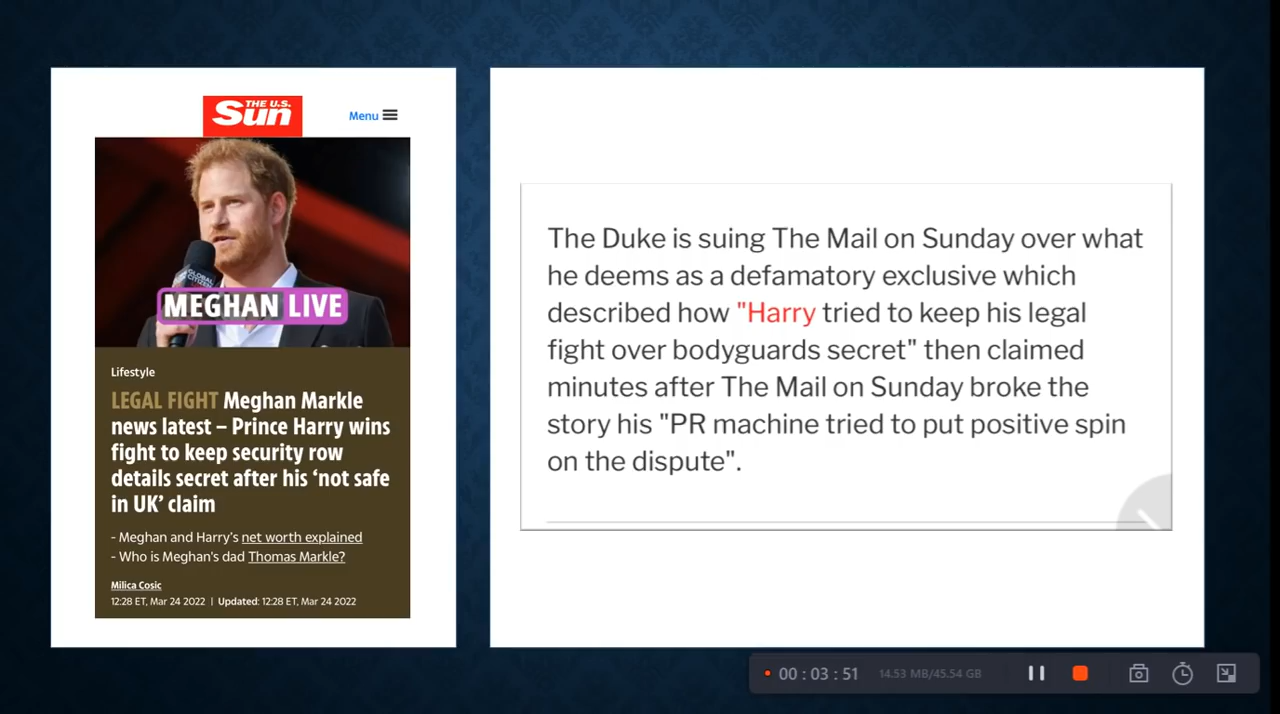 THE U.S.
Sun
Menu
GLOBAL
CITIZEN
MEGHAN LIVE
Lifestyle
LEGAL FIGHT Meghan Markle
news latest – Prince Harry wins
fight to keep security row
details secret after his ‘not safe
in UK’ claim
- Meghan and Harry's net worth explained
- Who is Meghan's dad Thomas Markle?
Milica Cosic
12:28 ET, Mar 24 2022 | Updated: 12:28 ET, Mar 24 2022
The Duke is suing The Mail on Sunday over what
he deems as a defamatory exclusive which
described how "Harry tried to keep his legal
fight over bodyguards secret" then claimed
minutes after The Mail on Sunday broke the
story his "PR machine tried to put positive spin
on the dispute".
00 : 03 : 51
14.53 MB/45.54 GB